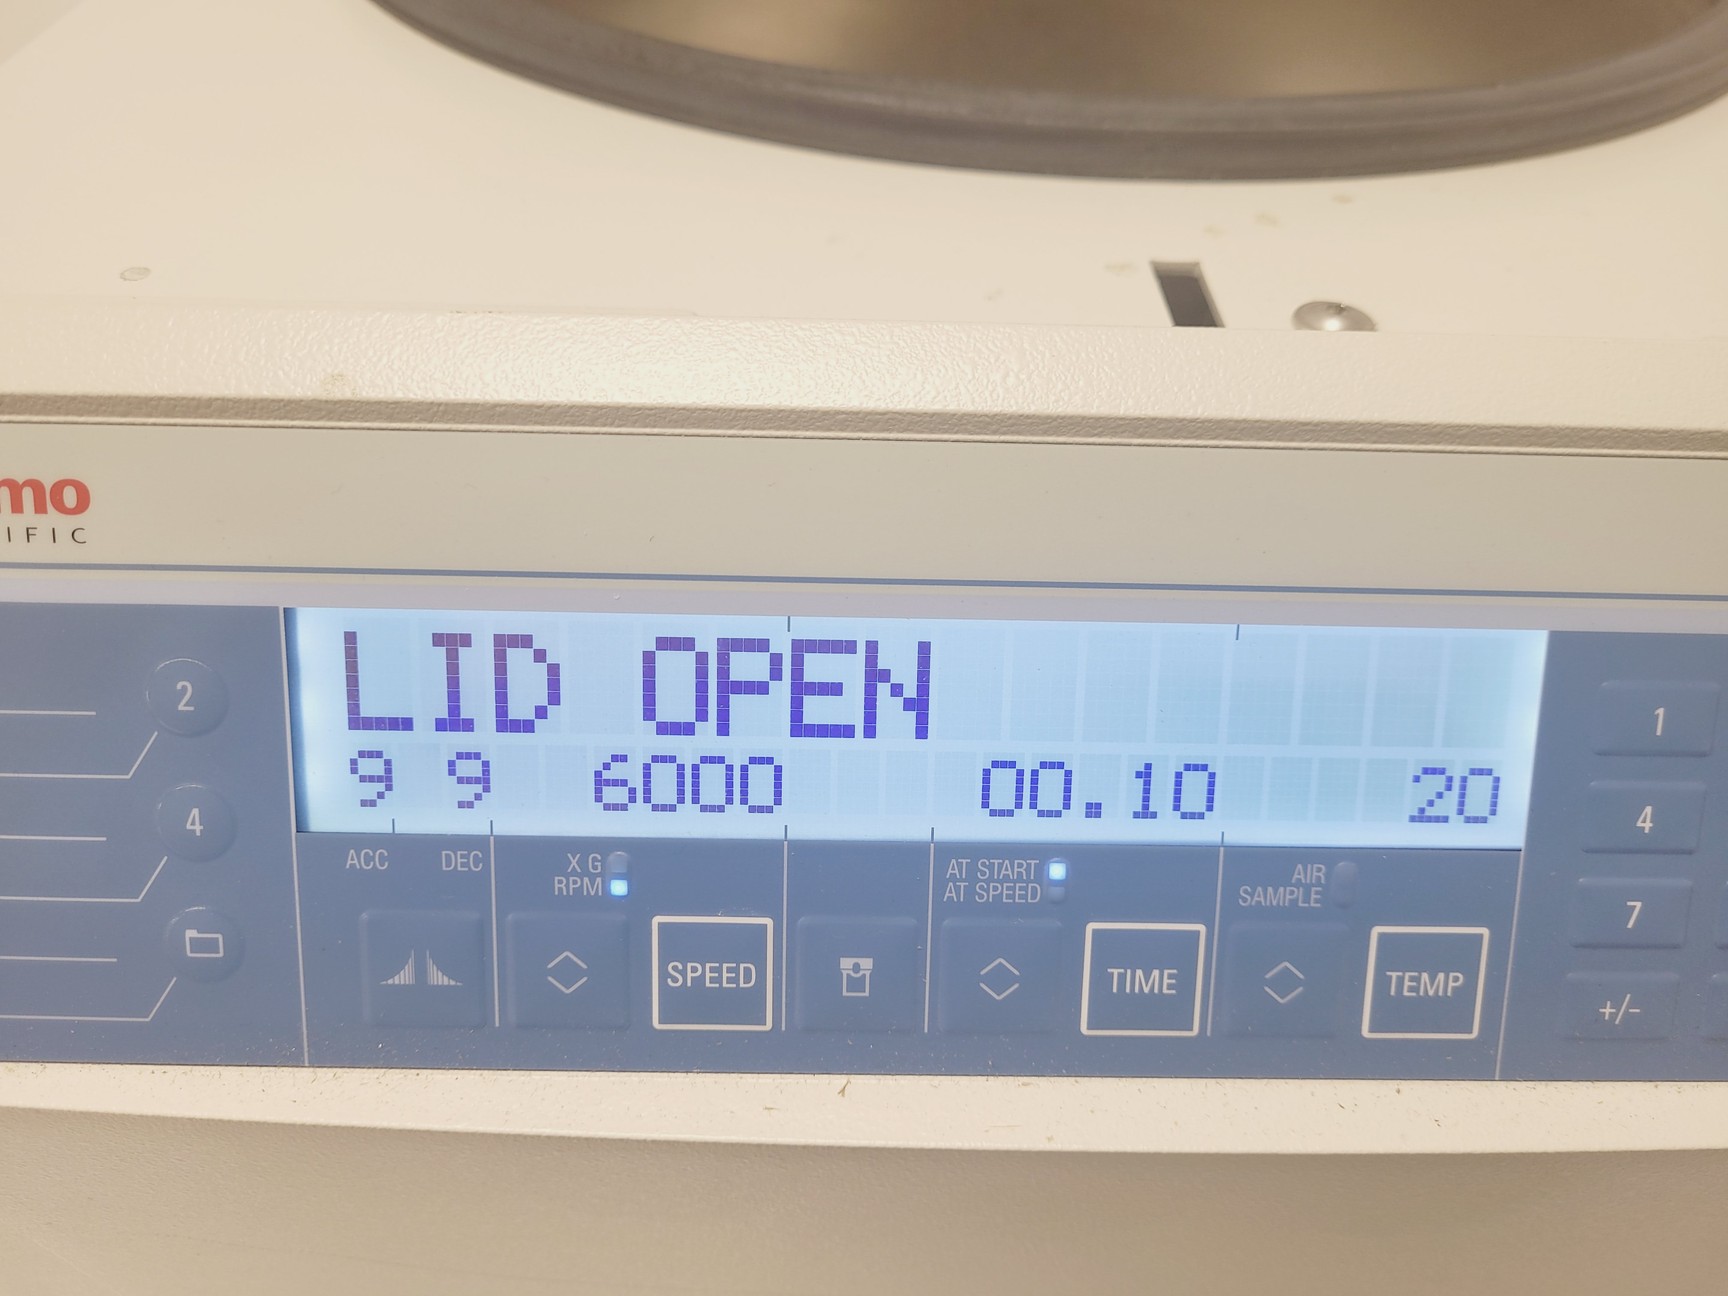 mo
IFIC
LID OPEN
9 9 6000 00.10 20
ACC DEC
X G
RPM
AT START
AT SPEED
AIR
SAMPLE
SPEED
TIME
TEMP
2
4
1
4
7
+/-